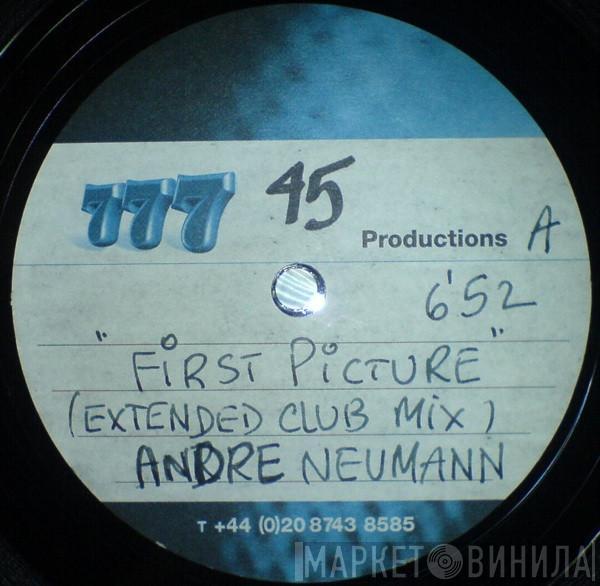 777 45
Productions A
6'52
"FiRST PiCTURE"
(EXTENDED CLUB MiX)
ANDRE NEUMANN
T +44 (0)20 8743 8585
МАРКЕТ ВИНИЛА